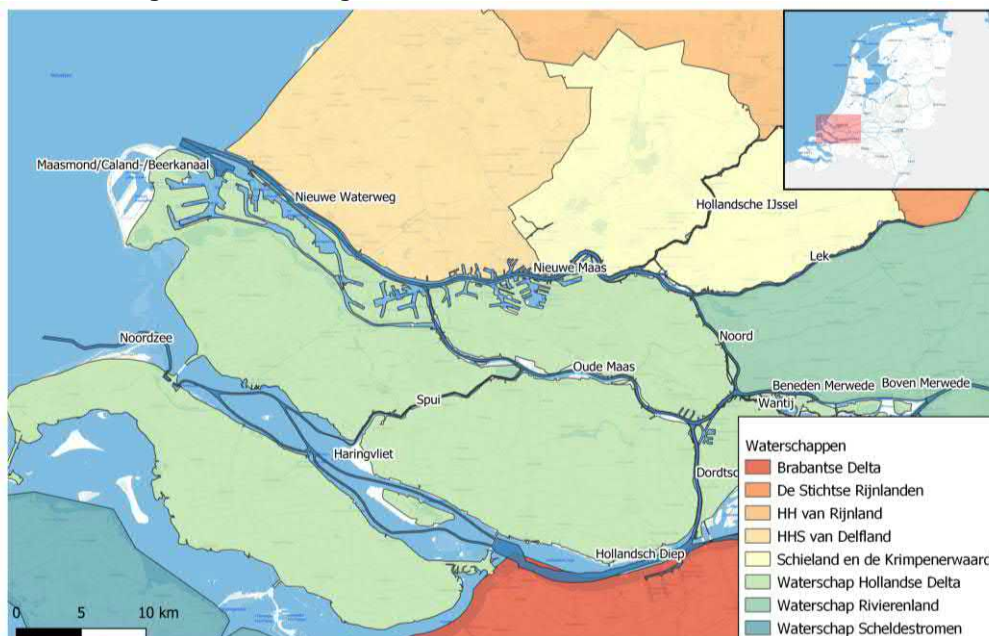 Maasmond/Caland-/Beerkanaal
Nieuwe Waterweg
Hollandsche IJssel
Lek
Nieuwe Maas
Noordzee
Noord
Oude Maas
Beneden Merwede
Boven Merwede
Wantij
Spui
Haringvliet
Dordtsc
Hollandsch Diep
Waterschappen
Brabantse Delta
De Stichtse Rijnlanden
HH van Rijnland
HHS van Delfland
Schieland en de Krimpenerwaard
Waterschap Hollandse Delta
Waterschap Rivierenland
Waterschap Scheldestromen
0 5 10 km